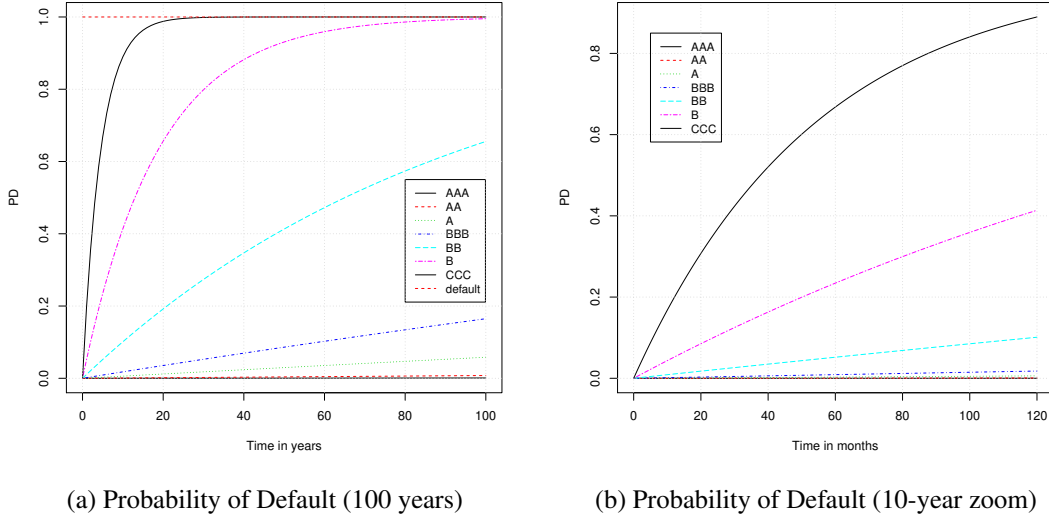 1.0
0.8
0.6
0.4
0.2
0.0
PD
0 20 40 60 80 100
Time in years
AAA
AA
A
BBB
BB
B
CCC
default
(a) Probability of Default (100 years)
0.8
0.6
0.4
0.2
0.0
PD
0 20 40 60 80 100 120
Time in months
AAA
AA
A
BBB
BB
B
CCC
(b) Probability of Default (10-year zoom)